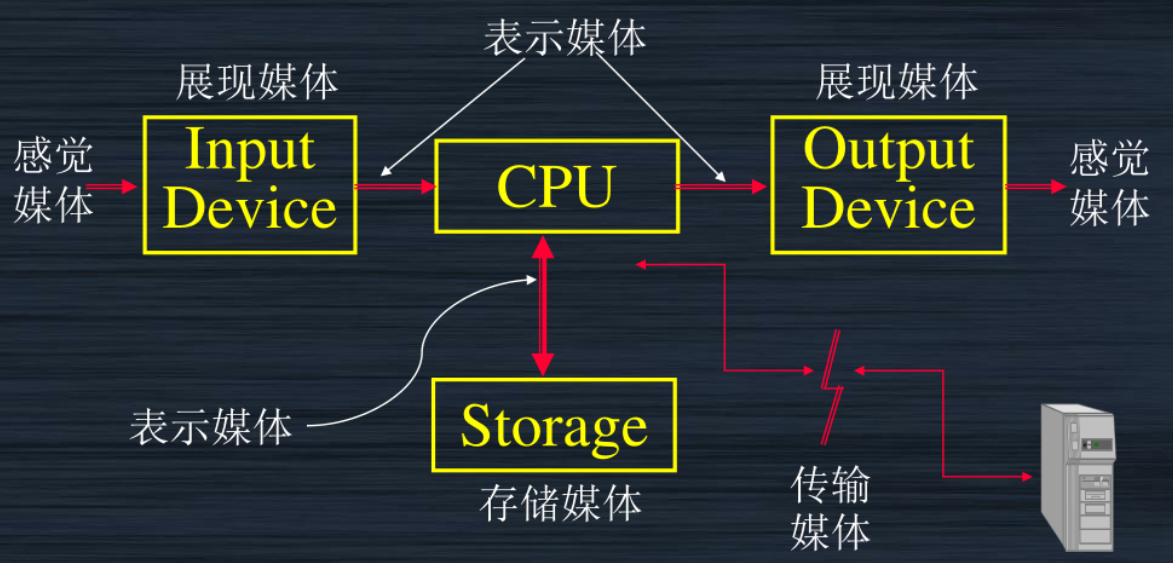 表示媒体
展现媒体
展现媒体
感觉
媒体
Input
Device
CPU
Output
Device
感觉
媒体
表示媒体
Storage
存储媒体
传输
媒体